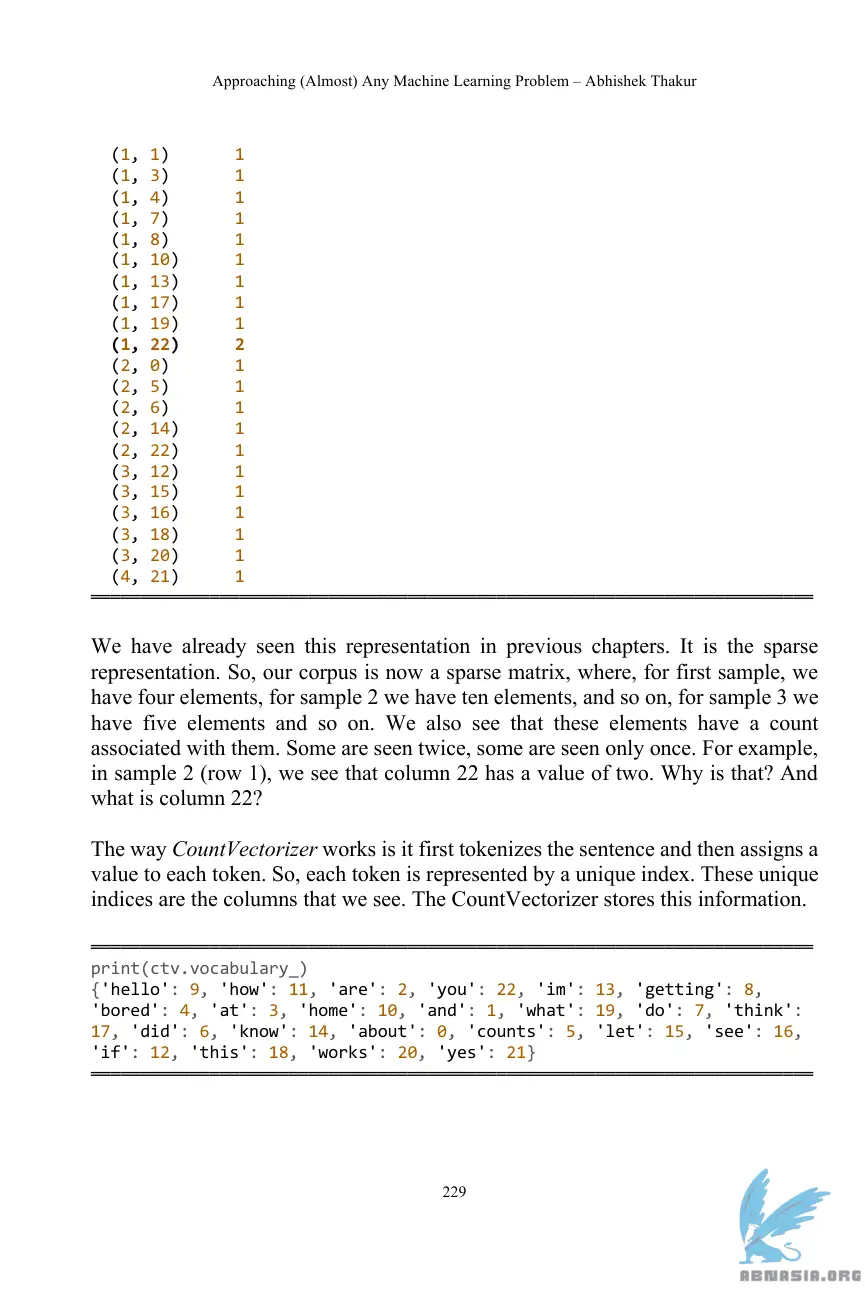 Approaching (Almost) Any Machine Learning Problem – Abhishek Thakur
(1, 1) 1
(1, 3) 1
(1, 4) 1
(1, 7) 1
(1, 8) 1
(1, 10) 1
(1, 13) 1
(1, 17) 1
(1, 19) 1
(1, 22) 2
(2, 0) 1
(2, 5) 1
(2, 6) 1
(2, 14) 1
(2, 22) 1
(3, 12) 1
(3, 15) 1
(3, 16) 1
(3, 18) 1
(3, 20) 1
(4, 21) 1
We have already seen this representation in previous chapters. It is the sparse
representation. So, our corpus is now a sparse matrix, where, for first sample, we
have four elements, for sample 2 we have ten elements, and so on, for sample 3 we
have five elements and so on. We also see that these elements have a count
associated with them. Some are seen twice, some are seen only once. For example,
in sample 2 (row 1), we see that column 22 has a value of two. Why is that? And
what is column 22?
The way CountVectorizer works is it first tokenizes the sentence and then assigns a
value to each token. So, each token is represented by a unique index. These unique
indices are the columns that we see. The CountVectorizer stores this information.
print(ctv.vocabulary_)
{'hello': 9, 'how': 11, 'are': 2, 'you': 22, 'im': 13, 'getting': 8,
'bored': 4, 'at': 3, 'home': 10, 'and': 1, 'what': 19, 'do': 7, 'think':
17, 'did': 6, 'know': 14, 'about': 0, 'counts': 5, 'let': 15, 'see': 16,
'if': 12, 'this': 18, 'works': 20, 'yes': 21}
229
ABNASIA.ORG